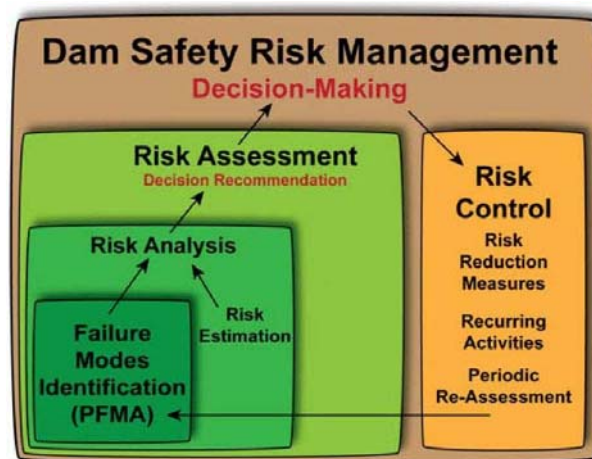 Dam Safety Risk Management
Decision-Making
Risk Assessment
Decision Recommendation
Risk Analysis
Risk
Estimation
Failure
Modes
Identification
(PFMA)
Risk
Control
Risk
Reduction
Measures
Recurring
Activities
Periodic
Re-Assessment